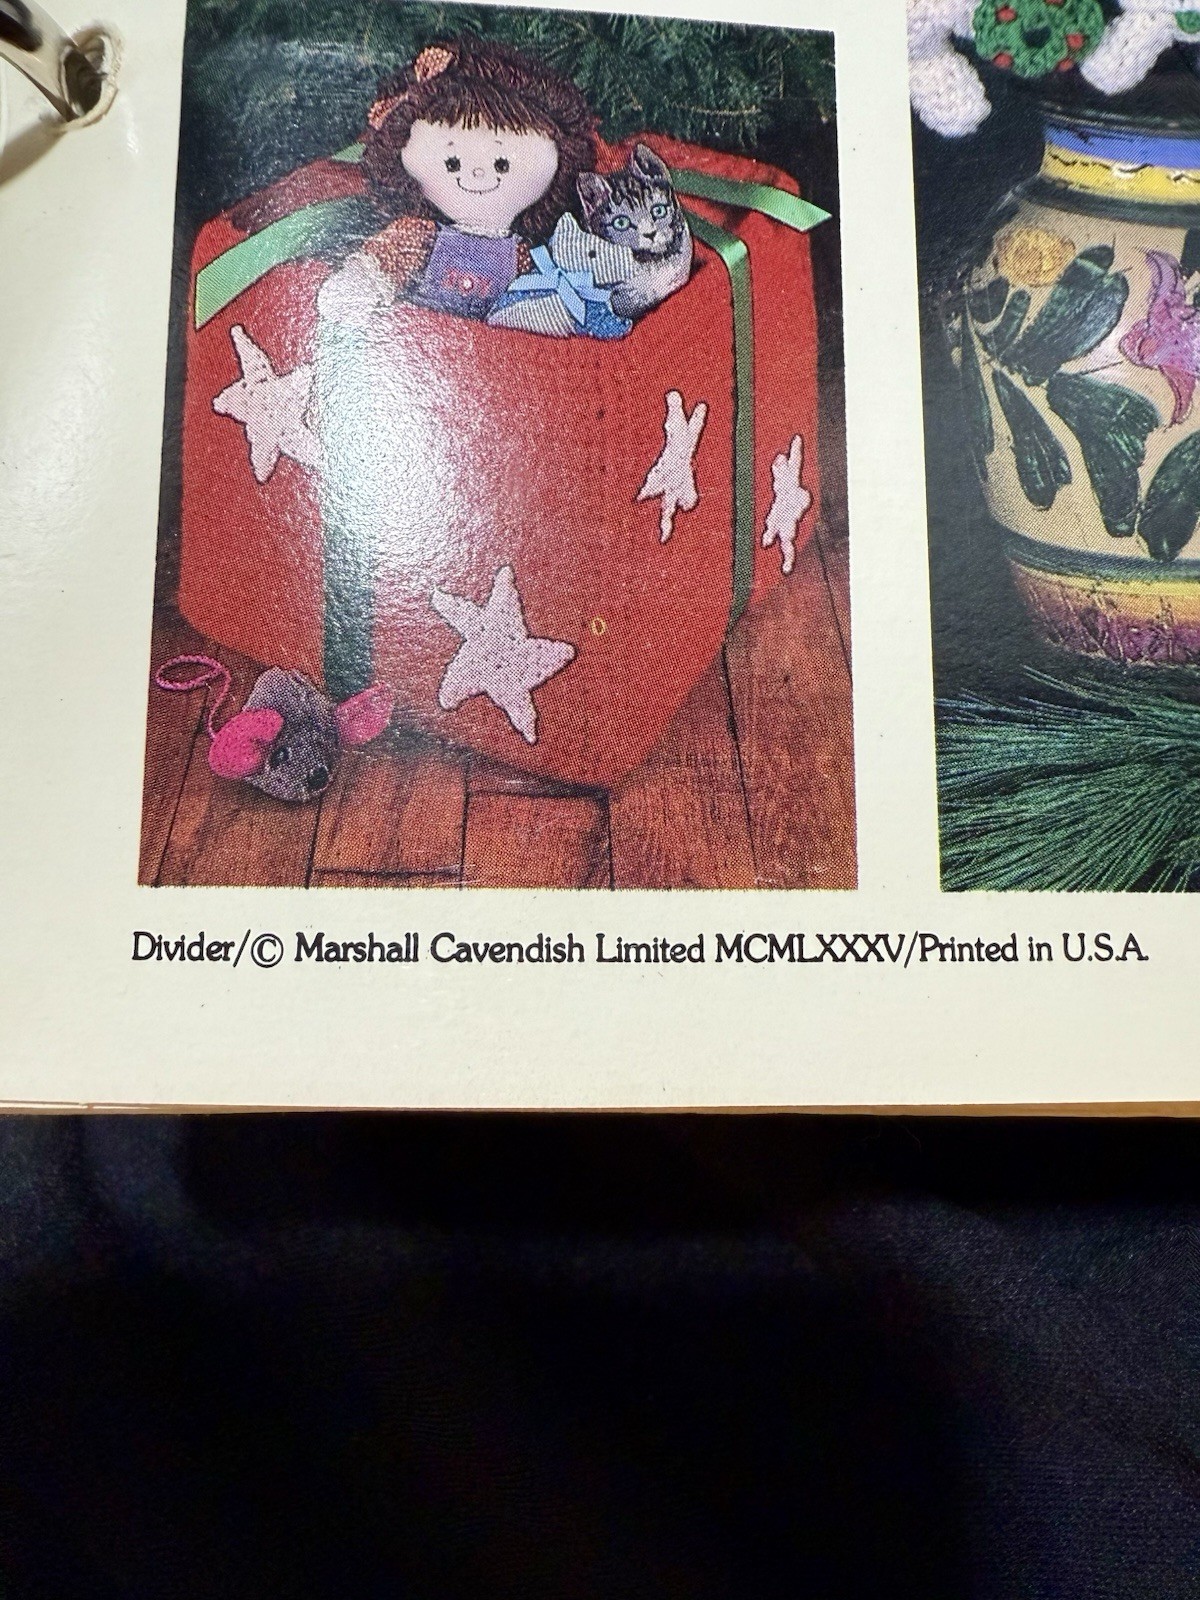 Divider/© Marshall Cavendish Limited MCMLXXXV/Printed in U.S.A.